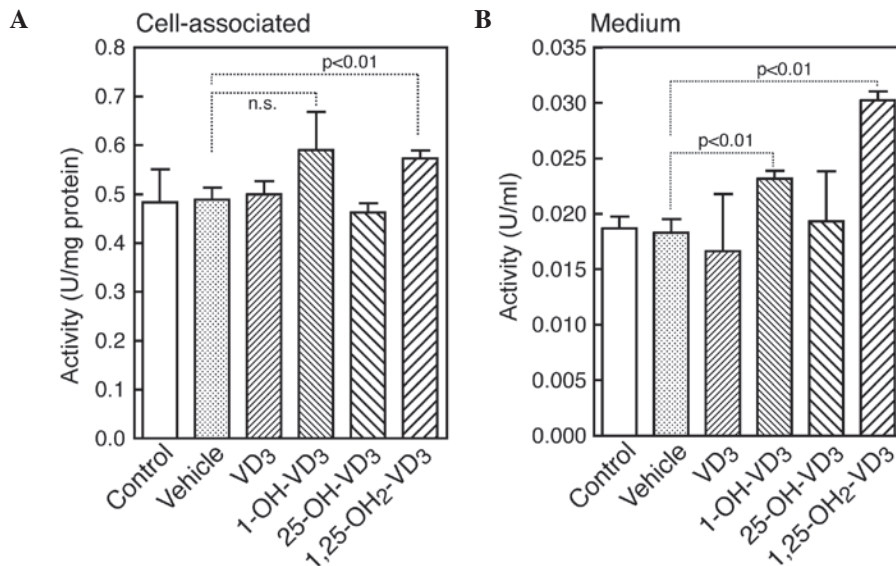 A
Cell-associated
Activity (U/mg protein)
0.8
0.7
0.6
0.5
0.4
0.3
0.2
0.1
0.0
p<0.01
n.s.
Control
Vehicle
VD3
1-OH-VD3
25-OH-VD3
1,25-OH2-VD3
B
Medium
Activity (U/ml)
0.035
0.030
0.025
0.020
0.015
0.010
0.005
0.000
p<0.01
p<0.01
Control
Vehicle
VD3
1-OH-VD3
25-OH-VD3
1,25-OH2-VD3